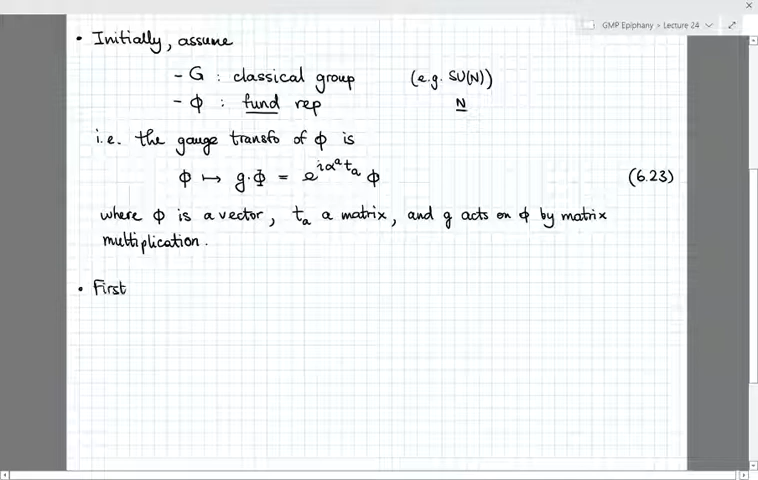 GMP Epiphany > Lecture 24
• Initially, assume
- G : classical group (e.g. SU(N))
- Φ : fund rep N
i.e. the gauge transfo of Φ is
Φ ↦ g·Φ = e^{iα^a t_a} Φ (6.23)
where Φ is a vector, t_a a matrix, and g acts on Φ by matrix
multiplication.
• First